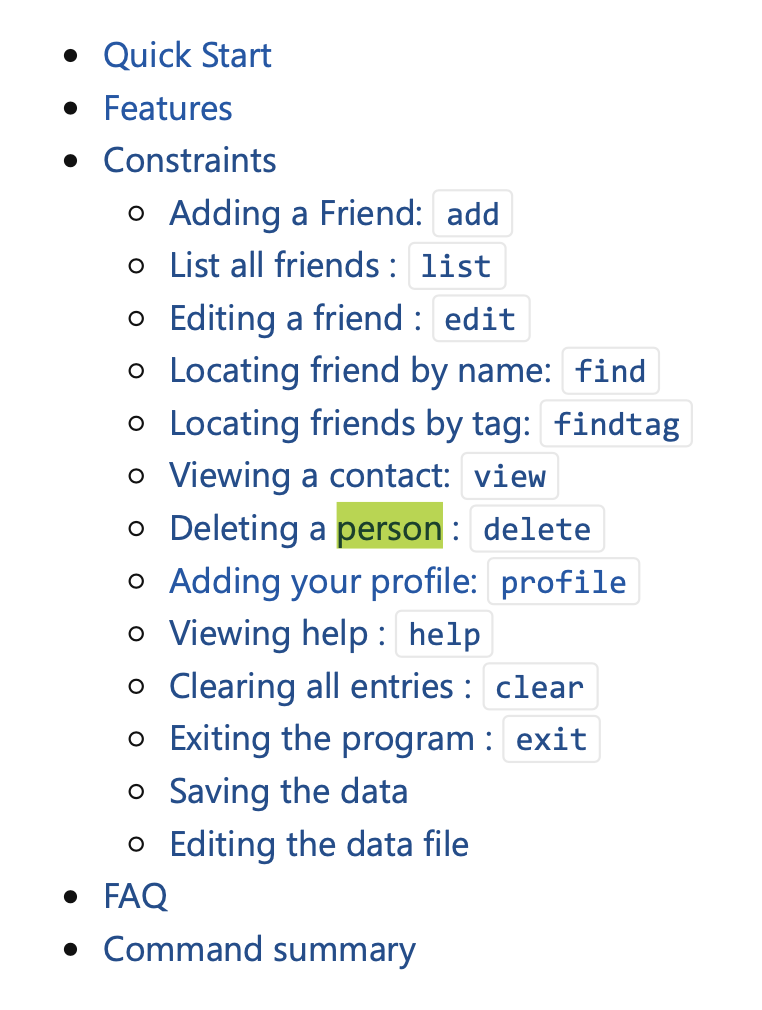 Quick Start
Features
Constraints
Adding a Friend: add
List all friends : list
Editing a friend : edit
Locating friend by name: find
Locating friends by tag: findtag
Viewing a contact: view
Deleting a person : delete
Adding your profile: profile
Viewing help : help
Clearing all entries : clear
Exiting the program : exit
Saving the data
Editing the data file
FAQ
Command summary